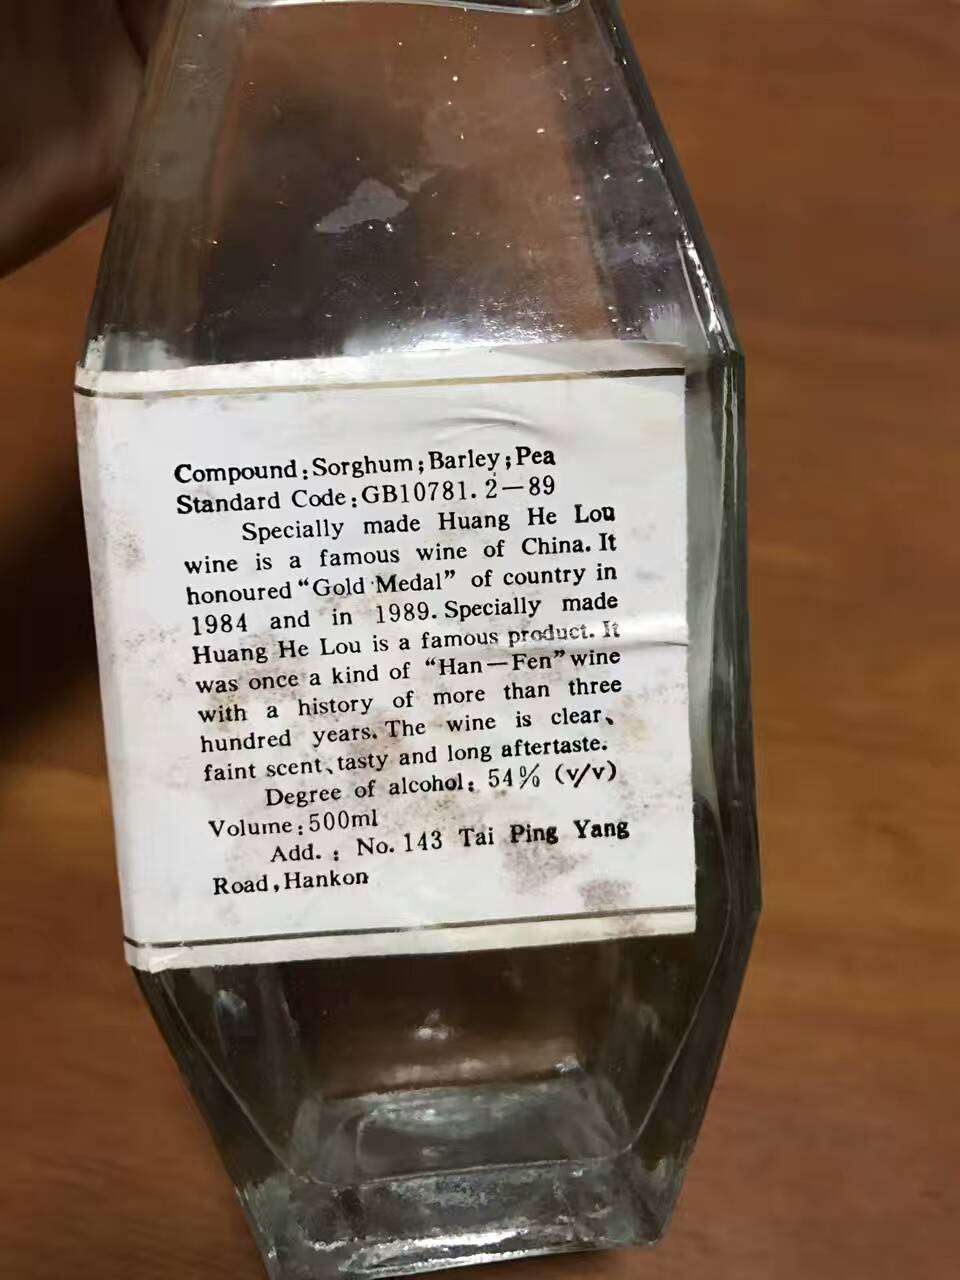 Compound:Sorghum;Barley;Pea
Standard Code:GB10781.2—89
Specially made Huang He Lou
wine is a famous wine of China. It
honoured “Gold Medal” of country in
1984 and in 1989. Specially made
Huang He Lou is a famous product. It
was once a kind of “Han—Fen” wine
with a history of more than three
hundred years. The wine is clear、
faint scent、tasty and long aftertaste.
Degree of alcohol: 54% (v/v)
Volume:500ml
Add. : No. 143 Tai Ping Yang
Road,Hankon